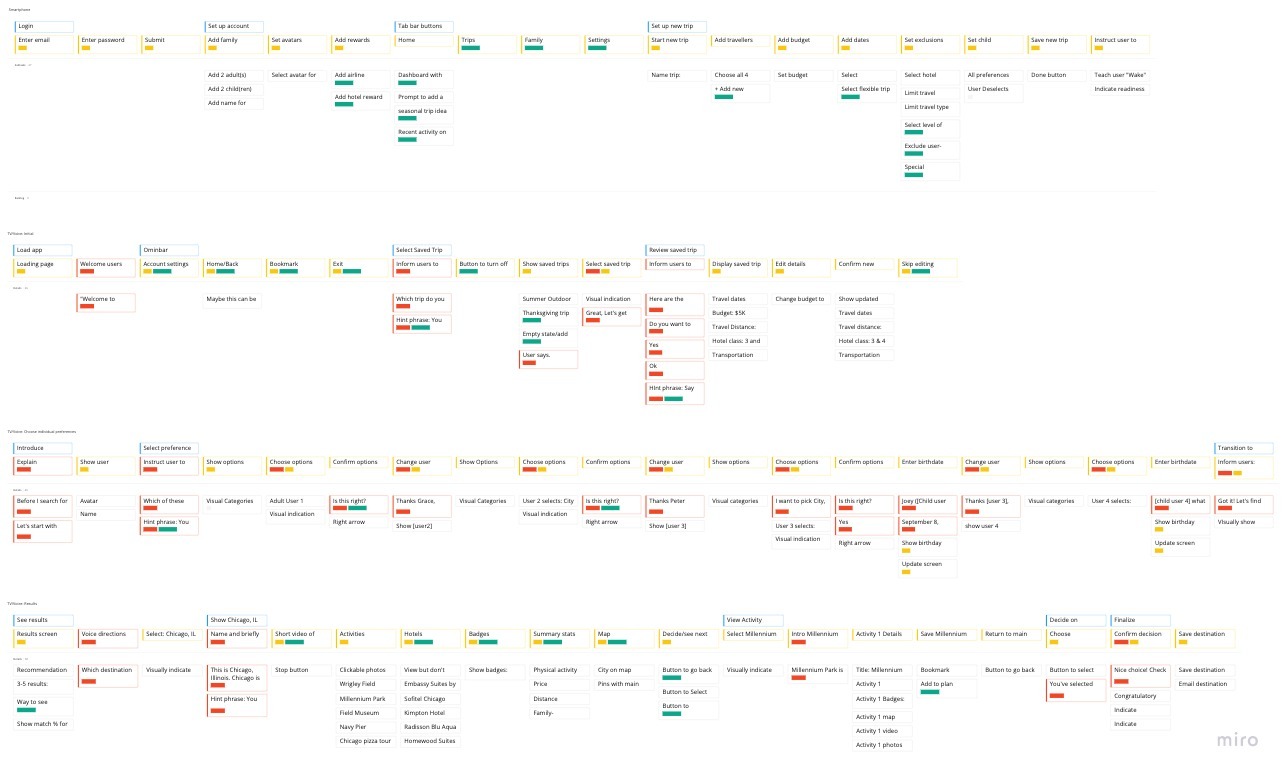 Smartphone
Login
Set up account
Tab bar buttons
Set up new trip
Enter email
Enter password
Submit
Add family
Set avatars
Add rewards
Home
Trips
Family
Settings
Start new trip
Add travellers
Add budget
Add dates
Set exclusions
Set child
Save new trip
Instruct user to
Add 2 adult(s)
Select avatar for
Add airline
Dashboard with
Name trip:
Choose all 4
Set budget
Select
Select hotel
All preferences
Done button
Teach user "Wake"
Add 2 child(ren)
Add hotel reward
Prompt to add a
+ Add new
Select flexible trip
Limit travel
User Deselects
Indicate readiness
Add name for
seasonal trip idea
Limit travel type
Recent activity on
Select level of
Exclude user-
Special
TV/Voice: Initial
Load app
Ominbar
Select Saved Trip
Review saved trip
Loading page
Welcome users
Account settings
Home/Back
Bookmark
Exit
Inform users to
Button to turn off
Show saved trips
Select saved trip
Inform users to
Display saved trip
Edit details
Confirm new
Skip editing
"Welcome to
Maybe this can be
Which trip do you
Summer Outdoor
Visual indication
Here are the
Travel dates
Change budget to
Show updated
Hint phrase: You
Thanksgiving trip
Great, Let's get
Do you want to
Budget: $5K
Travel dates
Empty state/add
Yes
Travel Distance:
Travel distance:
User says.
Ok
Hotel class: 3 and
Hotel class: 3 & 4
Hint phrase: Say
Transportation
Transportation
TV/Voice: Choose individual preferences
Introduce
Select preference
Transition to
Explain
Show user
Instruct user to
Show options
Choose options
Confirm options
Change user
Show Options
Choose options
Confirm options
Change user
Show options
Choose options
Confirm options
Enter birthdate
Change user
Show options
Choose options
Enter birthdate
Inform users:
Before I search for
Avatar
Which of these
Visual Categories
Adult User 1
Is this right?
Thanks Grace,
Visual Categories
User 2 selects: City
Is this right?
Thanks Peter
Visual categories
I want to pick City,
Is this right?
Joey ([Child user
Thanks [user 3],
Visual categories
User 4 selects:
[child user 4] what
Got it! Let's find
Let's start with
Name
Hint phrase: You
Visual indication
Right arrow
Show [user2]
Visual indication
Right arrow
Show [user 3]
User 3 selects:
Yes
September 8,
show user 4
Show birthday
Visually show
Visual indication
Right arrow
Show birthday
Update screen
Update screen
TV/Voice: Results
See results
Show Chicago, IL
View Activity
Decide on
Finalize
Results screen
Voice directions
Select: Chicago, IL
Name and briefly
Short video of
Activities
Hotels
Badges
Summary stats
Map
Decide/see next
Select Millennium
Intro Millennium
Activity 1 Details
Save Millennium
Return to main
Choose
Confirm decision
Save destination
Recommendation
Which destination
Visually indicate
This is Chicago,
Illinois. Chicago is
Stop button
Clickable photos
View but don't
Show badges:
Physical activity
City on map
Button to go back
Visually indicate
Millennium Park is
Title: Millennium
Bookmark
Button to go back
Button to select
Nice choice! Check
Save destination
3-5 results:
Hint phrase: You
Wrigley Field
Embassy Suites by
Price
Pins with main
Button to Select
Activity 1
Add to plan
You've selected
Congratulatory
Email destination
Way to see
Millennium Park
Sofitel Chicago
Distance
Button to
Activity 1 Badges:
Indicate
Show match % for
Field Museum
Kimpton Hotel
Family-
Activity 1 map
Indicate
Navy Pier
Radisson Blu Aqua
Activity 1 video
Chicago pizza tour
Homewood Suites
Activity 1 photos
miro